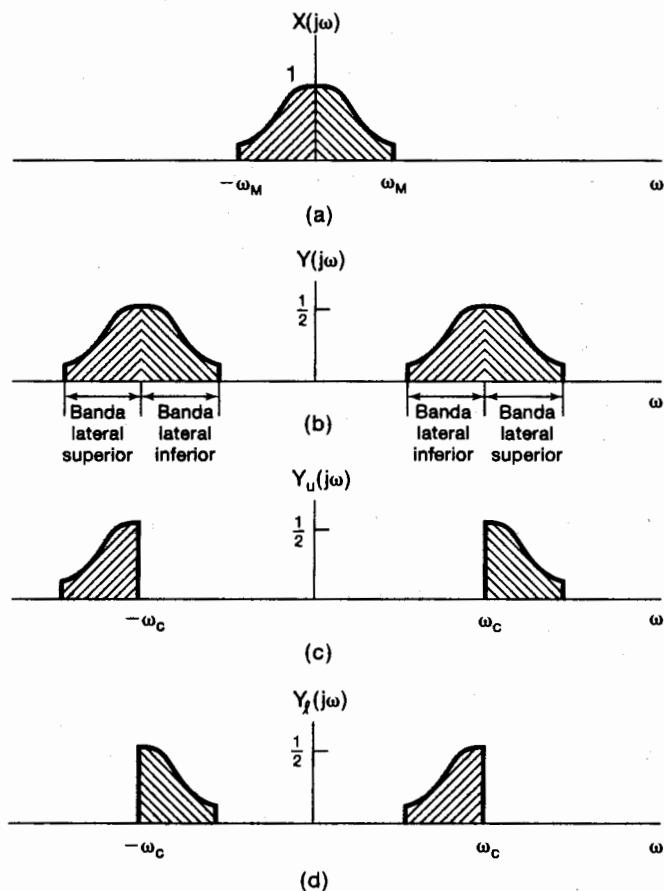 X(jω)
1
−ω_M
ω_M
ω
(a)
Y(jω)
1/2
ω
Banda
lateral
superior
Banda
lateral
inferior
(b)
Banda
lateral
inferior
Banda
lateral
superior
Y_u(jω)
1/2
−ω_c
ω_c
ω
(c)
Y_ℓ(jω)
1/2
−ω_c
ω_c
ω
(d)